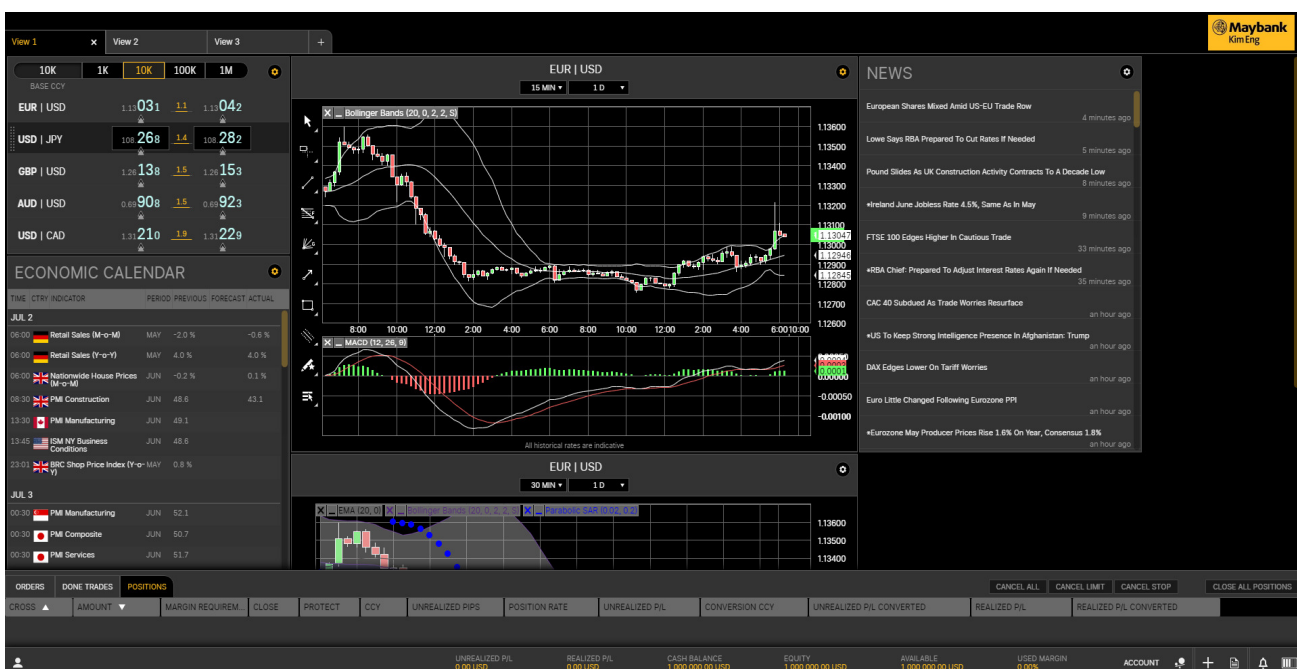 View 1 × View 2 View 3 +
Maybank
Kim Eng
10K 1K 10K 100K 1M
BASE CCY
EUR | USD 1.13031 1.1 1.13042
USD | JPY 108.268 1.4 108.282
GBP | USD 1.26138 1.5 1.26153
AUD | USD 0.69908 1.5 0.69923
USD | CAD 1.31210 1.9 1.31229
ECONOMIC CALENDAR
TIME CTRY INDICATOR PERIOD PREVIOUS FORECAST ACTUAL
JUL 2
06:00 Retail Sales (M-o-M) MAY -2.0 % -0.6 %
06:00 Retail Sales (Y-o-Y) MAY 4.0 % 4.0 %
06:00 Nationwide House Prices JUN -0.2 % 0.1 %
(M-o-M)
08:30 PMI Construction JUN 48.6 43.1
13:30 PMI Manufacturing JUN 49.1
13:45 ISM NY Business JUN 48.6
Conditions
23:01 BRC Shop Price Index (Y-o- MAY 0.8 %
Y)
JUL 3
00:30 PMI Manufacturing JUN 52.1
00:30 PMI Composite JUN 50.7
00:30 PMI Services JUN 51.7
EUR | USD
15 MIN ▾ 1 D ▾
X _ Bollinger Bands (20, 0, 2, 2, S)
1.13600
1.13500
1.13400
1.13300
1.13200
1.13100
1.13047
1.13000
1.12946
1.12900
1.12845
1.12800
1.12700
1.12600
8:00 10:00 12:00 2:00 4:00 6:00 8:00 10:00 12:00 2:00 4:00 6:00 10:00
X _ MACD (12, 26, 9)
0.0001
0.00000
-0.00050
-0.00100
All historical rates are indicative
EUR | USD
30 MIN ▾ 1 D ▾
X _ EMA (20, 0) X _ Bollinger Bands (20, 0, 2, 2, S) X _ Parabolic SAR (0.02, 0.2)
1.13600
1.13500
1.13400
NEWS
European Shares Mixed Amid US-EU Trade Row
4 minutes ago
Lowe Says RBA Prepared To Cut Rates If Needed
5 minutes ago
Pound Slides As UK Construction Activity Contracts To A Decade Low
8 minutes ago
*Ireland June Jobless Rate 4.5%, Same As In May
9 minutes ago
FTSE 100 Edges Higher In Cautious Trade
33 minutes ago
*RBA Chief: Prepared To Adjust Interest Rates Again If Needed
35 minutes ago
CAC 40 Subdued As Trade Worries Resurface
an hour ago
*US To Keep Strong Intelligence Presence In Afghanistan: Trump
an hour ago
DAX Edges Lower On Tariff Worries
an hour ago
Euro Little Changed Following Eurozone PPI
an hour ago
*Eurozone May Producer Prices Rise 1.6% On Year, Consensus 1.8%
an hour ago
ORDERS DONE TRADES POSITIONS CANCEL ALL CANCEL LIMIT CANCEL STOP CLOSE ALL POSITIONS
CROSS ▲ AMOUNT ▼ MARGIN REQUIREM... CLOSE PROTECT CCY UNREALIZED PIPS POSITION RATE UNREALIZED P/L CONVERSION CCY UNREALIZED P/L CONVERTED REALIZED P/L REALIZED P/L CONVERTED
UNREALIZED P/L REALIZED P/L CASH BALANCE EQUITY AVAILABLE USED MARGIN ACCOUNT
0.00 USD 0.00 USD 1 000 000.00 USD 1 000 000.00 USD 1 000 000.00 USD 0.00%